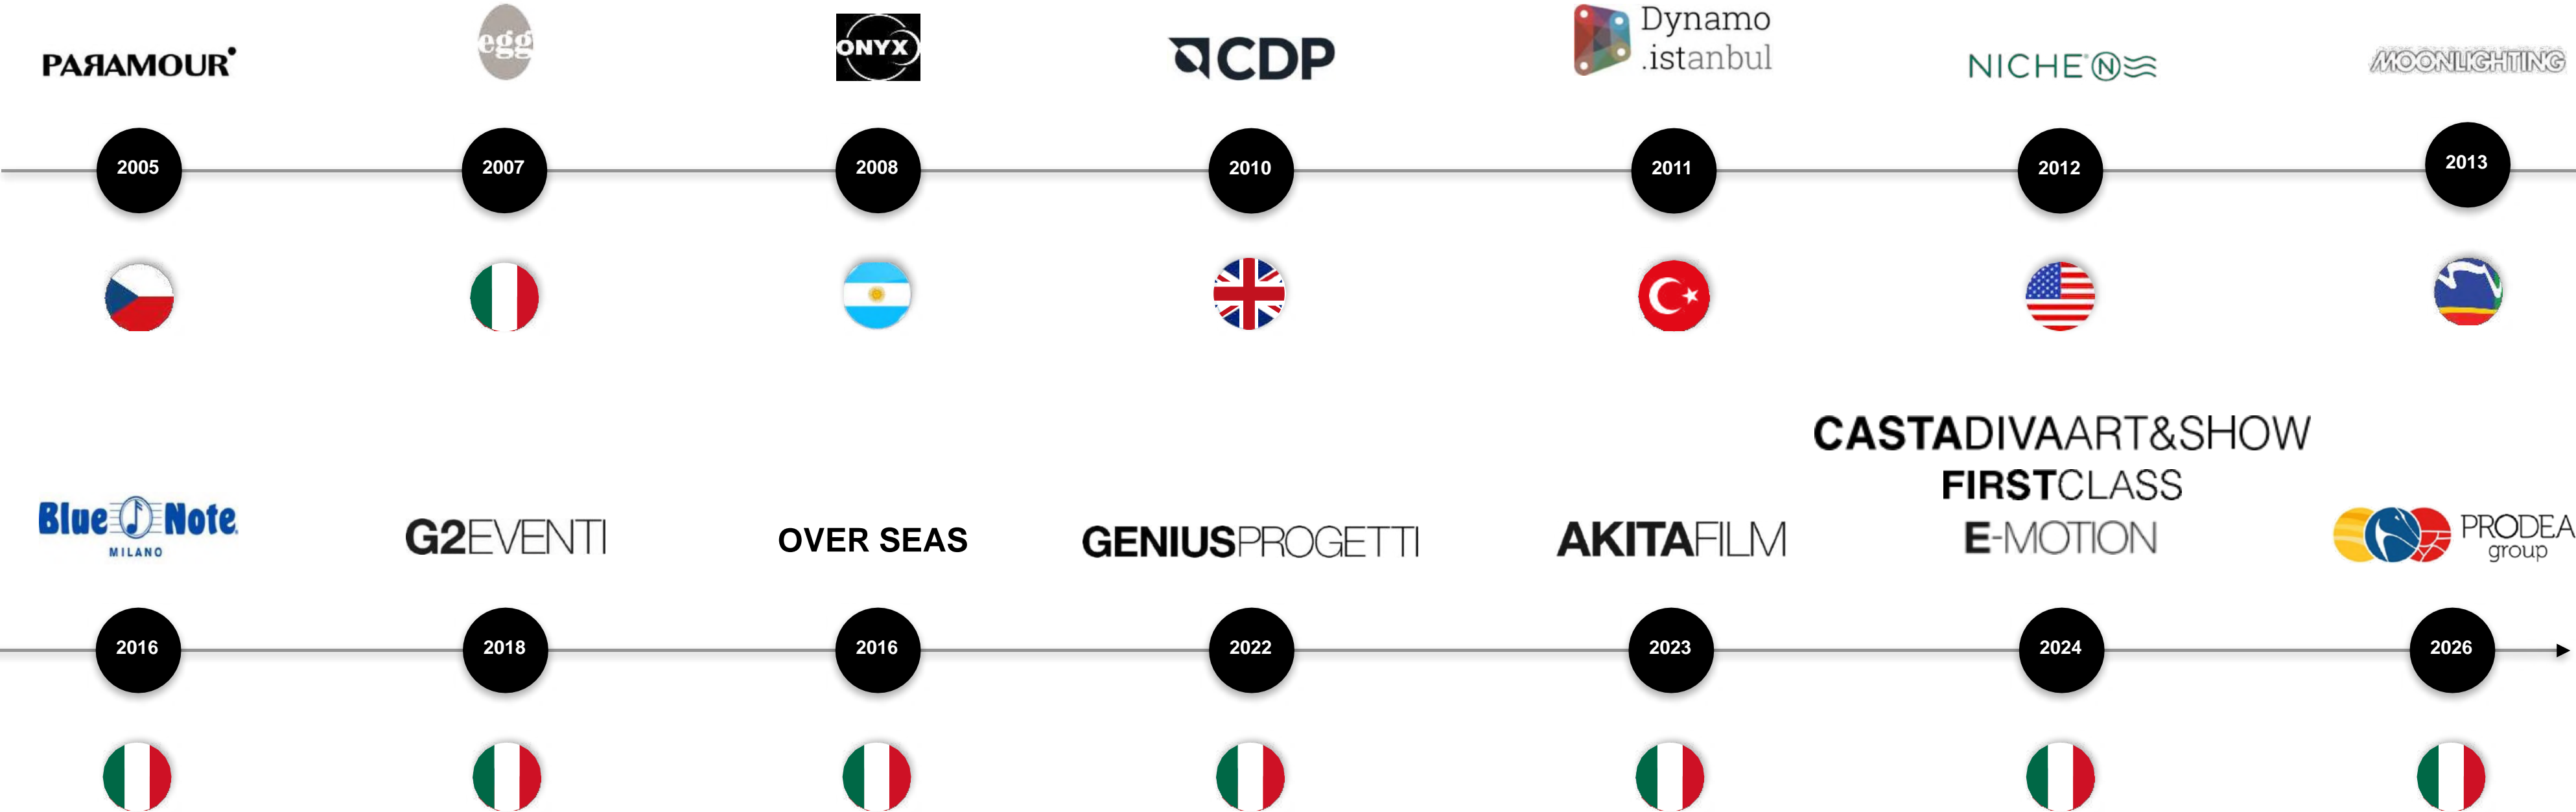 PARAMOUR
egg
ONYX
CDP
Dynamo
.istanbul
NICHE N
MOONLIGHTING
2005
2007
2008
2010
2011
2012
2013
CASTADIVAART&SHOW
FIRSTCLASS
E-MOTION
Blue Note
MILANO
G2EVENTI
OVER SEAS
GENIUSPROGETTI
AKITAFILM
PRODEA
group
2016
2018
2016
2022
2023
2024
2026